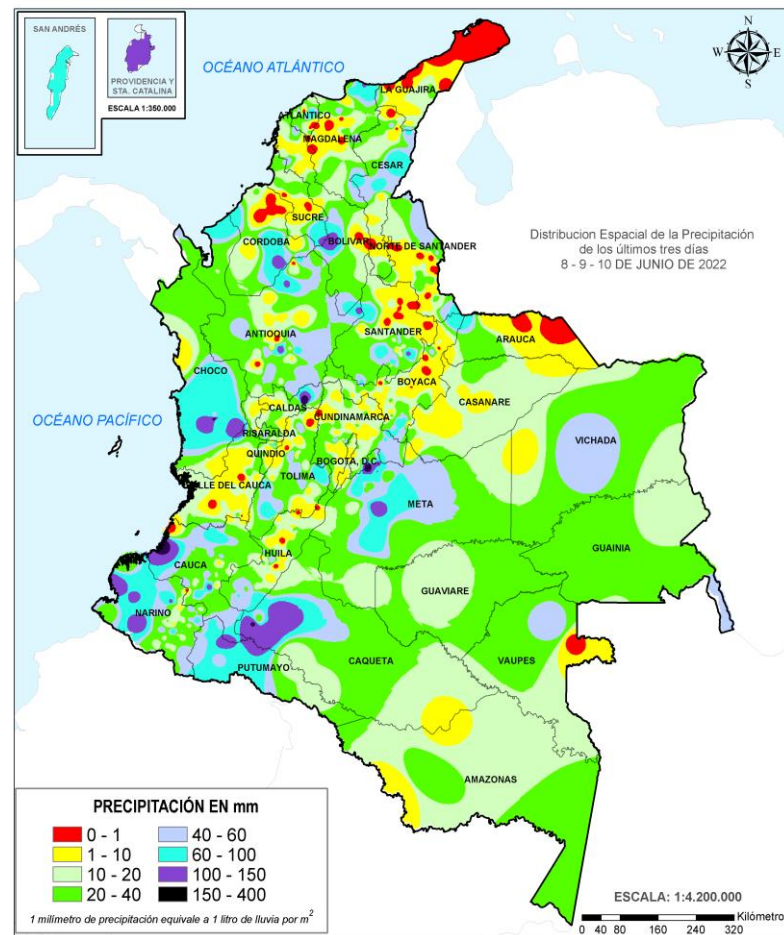 SAN ANDRÉS
PROVIDENCIA Y
STA. CATALINA
ESCALA 1:350.000
OCÉANO ATLÁNTICO
N
W
E
S
LA GUAJIRA
ATLANTICO
MAGDALENA
CESAR
SUCRE
CORDOBA
BOLIVAR
NORTE DE SANTANDER
Distribucion Espacial de la Precipitación
de los últimos tres días
8 - 9 - 10 DE JUNIO DE 2022
ANTIOQUIA
SANTANDER
ARAUCA
CHOCO
BOYACA
CASANARE
OCÉANO PACÍFICO
CALDAS
CUNDINAMARCA
RISARALDA
VICHADA
QUINDIO
BOGOTA, D.C.
TOLIMA
VALLE DEL CAUCA
META
GUAINIA
HUILA
CAUCA
GUAVIARE
NARINO
PUTUMAYO
CAQUETA
VAUPES
AMAZONAS
PRECIPITACIÓN EN mm
0 - 1
40 - 60
1 - 10
60 - 100
10 - 20
100 - 150
20 - 40
150 - 400
1 milímetro de precipitación equivale a 1 litro de lluvia por m²
ESCALA: 1:4.200.000
Kilómetro
0 40 80 160 240 320